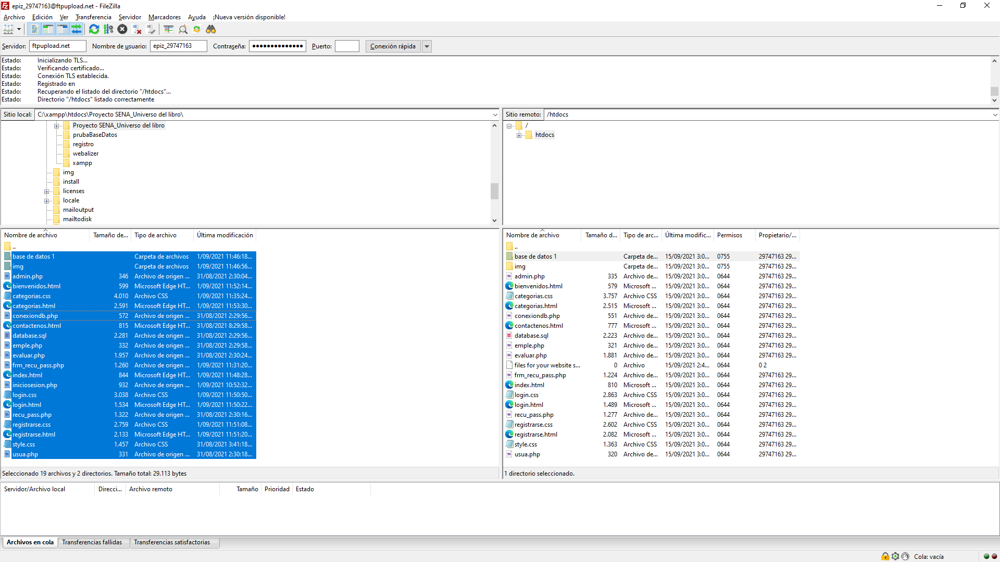 epiz_29747163@ftpupload.net - FileZilla
Archivo Edición Ver Transferencia Servidor Marcadores Ayuda ¡Nueva versión disponible!
Servidor: ftpupload.net Nombre de usuario: epiz_29747163 Contraseña: ●●●●●●●●●●●●●● Puerto: Conexión rápida
Estado: Inicializando TLS...
Estado: Verificando certificado...
Estado: Conexión TLS establecida.
Estado: Registrado en
Estado: Recuperando el listado del directorio "/htdocs"...
Estado: Directorio "/htdocs" listado correctamente
Sitio local: C:\xampp\htdocs\Proyecto SENA_Universo del libro\
Proyecto SENA_Universo del libro
prubaBaseDatos
registro
webalizer
xampp
img
install
licenses
locale
mailoutput
mailtodisk
Sitio remoto: /htdocs
/
htdocs
Nombre de archivo Tamaño de... Tipo de archivo Última modificación
..
base de datos 1 Carpeta de archivos 1/09/2021 11:46:18...
img Carpeta de archivos 1/09/2021 11:46:56...
admin.php 346 Archivo de origen ... 31/08/2021 2:30:04...
bienvenidos.html 599 Microsoft Edge HT... 1/09/2021 11:52:14...
categorias.css 4.010 Archivo CSS 1/09/2021 11:35:24...
categorias.html 2.591 Microsoft Edge HT... 1/09/2021 11:53:30...
conexiondb.php 572 Archivo de origen ... 31/08/2021 2:29:56...
contactenos.html 815 Microsoft Edge HT... 31/08/2021 8:29:58...
database.sql 2.281 Archivo de origen ... 31/08/2021 2:29:56...
emple.php 332 Archivo de origen ... 31/08/2021 2:29:58...
evaluar.php 1.957 Archivo de origen ... 31/08/2021 2:30:24...
frm_recu_pass.php 1.260 Archivo de origen ... 1/09/2021 11:31:20...
index.html 844 Microsoft Edge HT... 1/09/2021 11:48:28...
iniciosesion.php 932 Archivo de origen ... 1/09/2021 10:52:32...
login.css 3.038 Archivo CSS 1/09/2021 11:50:50...
login.html 1.534 Microsoft Edge HT... 1/09/2021 11:50:22...
recu_pass.php 1.322 Archivo de origen ... 31/08/2021 2:30:16...
registrarse.css 2.759 Archivo CSS 1/09/2021 11:51:08...
registrarse.html 2.133 Microsoft Edge HT... 1/09/2021 11:51:20...
style.css 1.457 Archivo CSS 31/08/2021 3:41:18...
usua.php 331 Archivo de origen ... 31/08/2021 2:30:18...
Seleccionado 19 archivos y 2 directorios. Tamaño total: 29.113 bytes
Nombre de archivo Tamaño d... Tipo de arc... Última modific... Permisos Propietario/...
..
base de datos 1 Carpeta de... 15/09/2021 3:0... 0755 29747163 29...
img Carpeta de... 15/09/2021 3:0... 0755 29747163 29...
admin.php 335 Archivo de... 15/09/2021 3:0... 0644 29747163 29...
bienvenidos.html 579 Microsoft ... 15/09/2021 3:0... 0644 29747163 29...
categorias.css 3.757 Archivo CSS 15/09/2021 3:0... 0644 29747163 29...
categorias.html 2.515 Microsoft ... 15/09/2021 3:0... 0644 29747163 29...
conexiondb.php 551 Archivo de... 15/09/2021 3:0... 0644 29747163 29...
contactenos.html 777 Microsoft ... 15/09/2021 3:0... 0644 29747163 29...
database.sql 2.223 Archivo de... 15/09/2021 3:0... 0644 29747163 29...
emple.php 321 Archivo de... 15/09/2021 3:0... 0644 29747163 29...
evaluar.php 1.881 Archivo de... 15/09/2021 3:0... 0644 29747163 29...
files for your website s... 0 Archivo 15/09/2021 2:4... 0644 0 2
frm_recu_pass.php 1.224 Archivo de... 15/09/2021 3:0... 0644 29747163 29...
index.html 810 Microsoft ... 15/09/2021 3:0... 0644 29747163 29...
login.css 2.863 Archivo CSS 15/09/2021 3:0... 0644 29747163 29...
login.html 1.489 Microsoft ... 15/09/2021 3:0... 0644 29747163 29...
recu_pass.php 1.277 Archivo de... 15/09/2021 3:0... 0644 29747163 29...
registrarse.css 2.602 Archivo CSS 15/09/2021 3:0... 0644 29747163 29...
registrarse.html 2.082 Microsoft ... 15/09/2021 3:0... 0644 29747163 29...
style.css 1.363 Archivo CSS 15/09/2021 3:0... 0644 29747163 29...
usua.php 320 Archivo de... 15/09/2021 3:0... 0644 29747163 29...
1 directorio seleccionado.
Servidor/Archivo local Direcci... Archivo remoto Tamaño Prioridad Estado
Archivos en cola Transferencias fallidas Transferencias satisfactorias
Cola: vacía